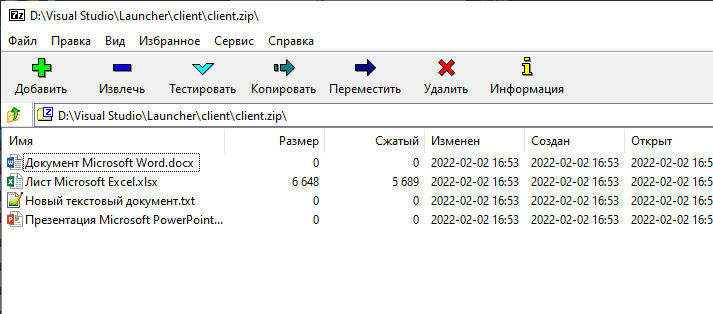 7z D:\Visual Studio\Launcher\client\client.zip\
Файл Правка Вид Избранное Сервис Справка
Добавить Извлечь Тестировать Копировать Переместить Удалить Информация
D:\Visual Studio\Launcher\client\client.zip\
Имя Размер Сжатый Изменен Создан Открыт
Документ Microsoft Word.docx 0 0 2022-02-02 16:53 2022-02-02 16:53 2022-02-02 16:53
Лист Microsoft Excel.xlsx 6 648 5 689 2022-02-02 16:53 2022-02-02 16:53 2022-02-02 16:53
Новый текстовый документ.txt 0 0 2022-02-02 16:53 2022-02-02 16:53 2022-02-02 16:53
Презентация Microsoft PowerPoint... 0 0 2022-02-02 16:53 2022-02-02 16:53 2022-02-02 16:53